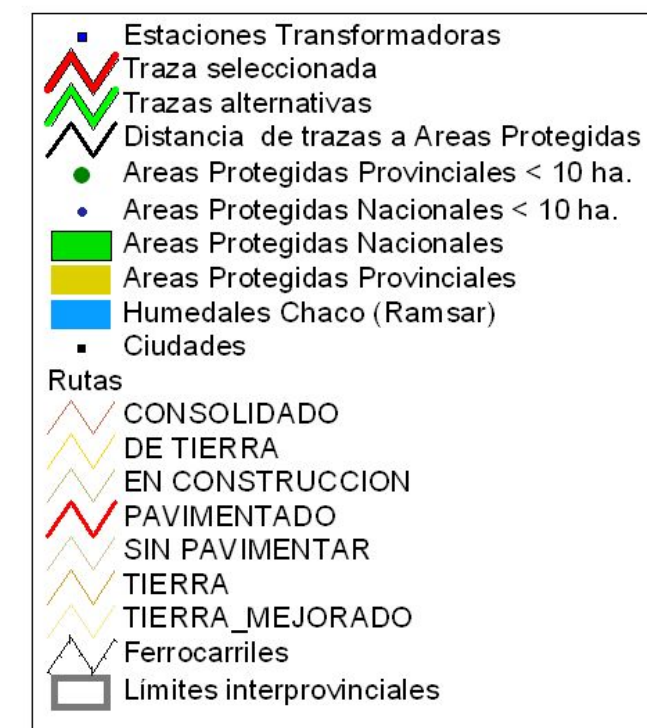 Estaciones Transformadoras
Traza seleccionada
Trazas alternativas
Distancia de trazas a Areas Protegidas
Areas Protegidas Provinciales < 10 ha.
Areas Protegidas Nacionales < 10 ha.
Areas Protegidas Nacionales
Areas Protegidas Provinciales
Humedales Chaco (Ramsar)
Ciudades
Rutas
CONSOLIDADO
DE TIERRA
EN CONSTRUCCION
PAVIMENTADO
SIN PAVIMENTAR
TIERRA
TIERRA_MEJORADO
Ferrocarriles
Límites interprovinciales